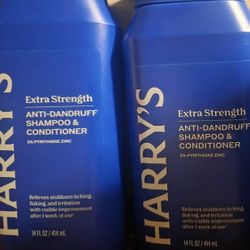 HARRY'S
Extra Strength
ANTI-DANDRUFF
SHAMPOO &
CONDITIONER
2% PYRITHIONE ZINC
Relieves stubborn itching,
flaking, and irritation
with visible improvement
after 1 week of use
14 FL OZ / 414 mL
HARRY'S
Extra Strength
ANTI-DANDRUFF
SHAMPOO &
CONDITIONER
2% PYRITHIONE ZINC
Relieves stubborn itching,
flaking, and irritation
with visible improvement
after 1 week of use
14 FL OZ / 414 mL